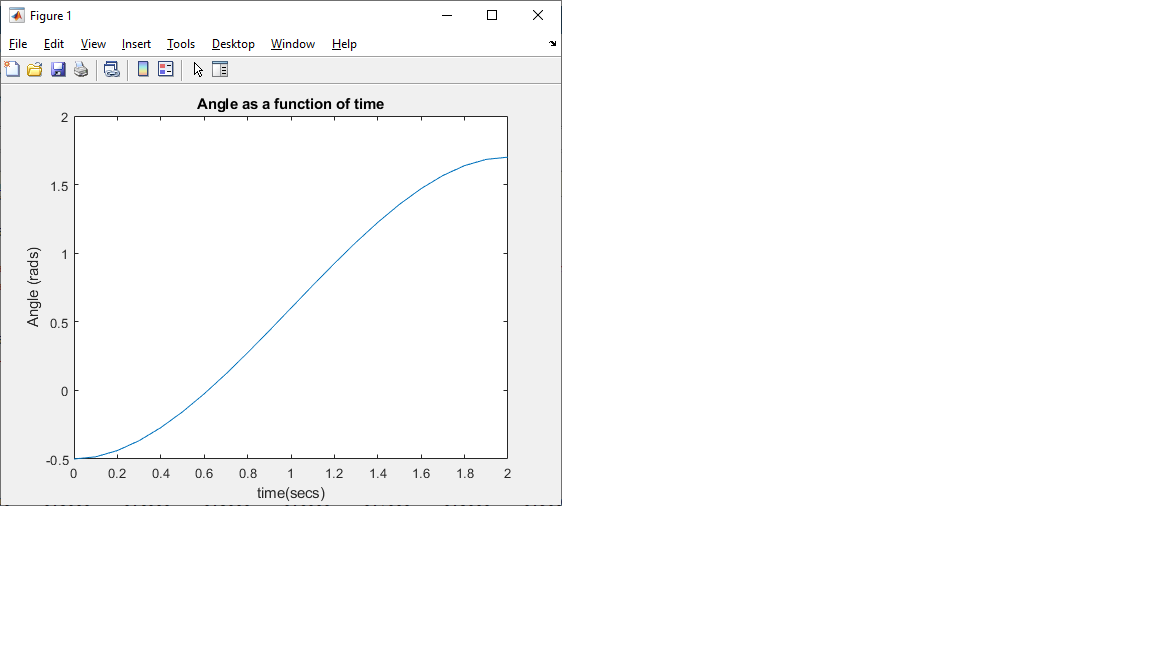 Figure 1
File Edit View Insert Tools Desktop Window Help
Angle as a function of time
2
1.5
1
0.5
0
-0.5
Angle (rads)
0 0.2 0.4 0.6 0.8 1 1.2 1.4 1.6 1.8 2
time(secs)